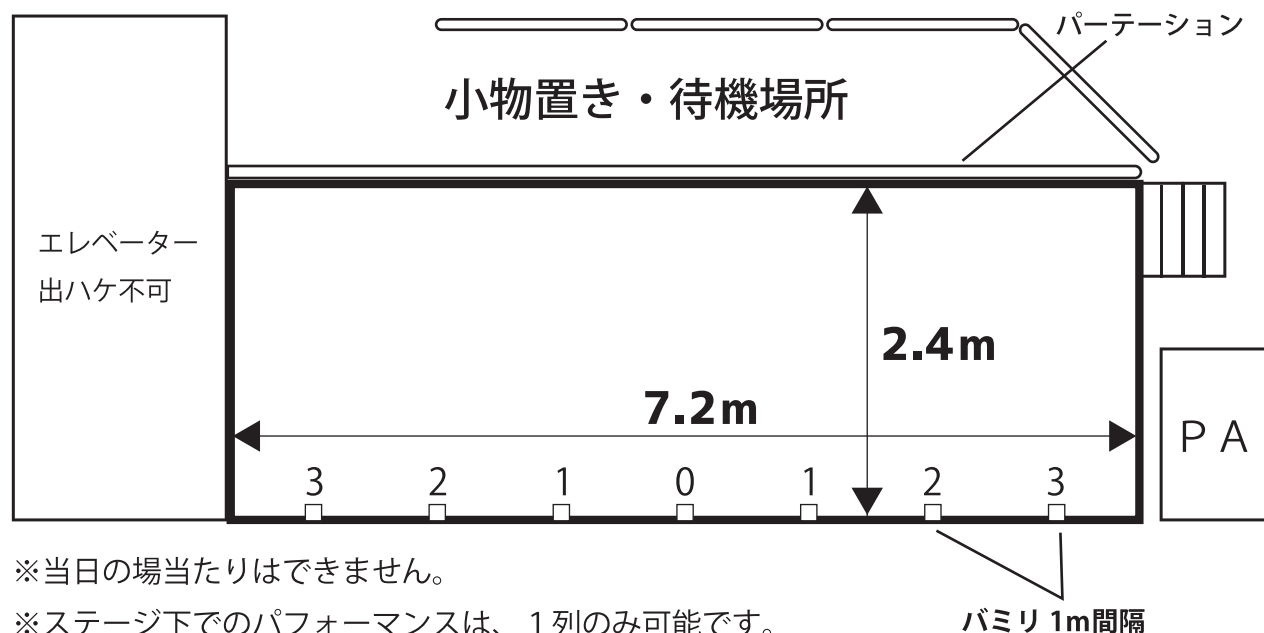 パーテーション
小物置き・待機場所
エレベーター
出ハケ不可
2.4m
7.2m
PA
3 2 1 0 1 2 3
※当日の場当たりはできません。
※ステージ下でのパフォーマンスは、1列のみ可能です。
バミリ 1m間隔